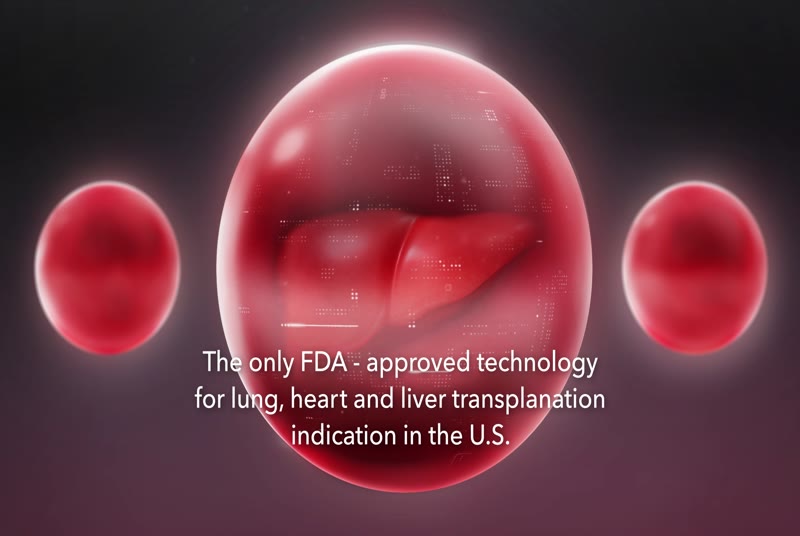 The only FDA - approved technology
for lung, heart and liver transplanation
indication in the U.S.